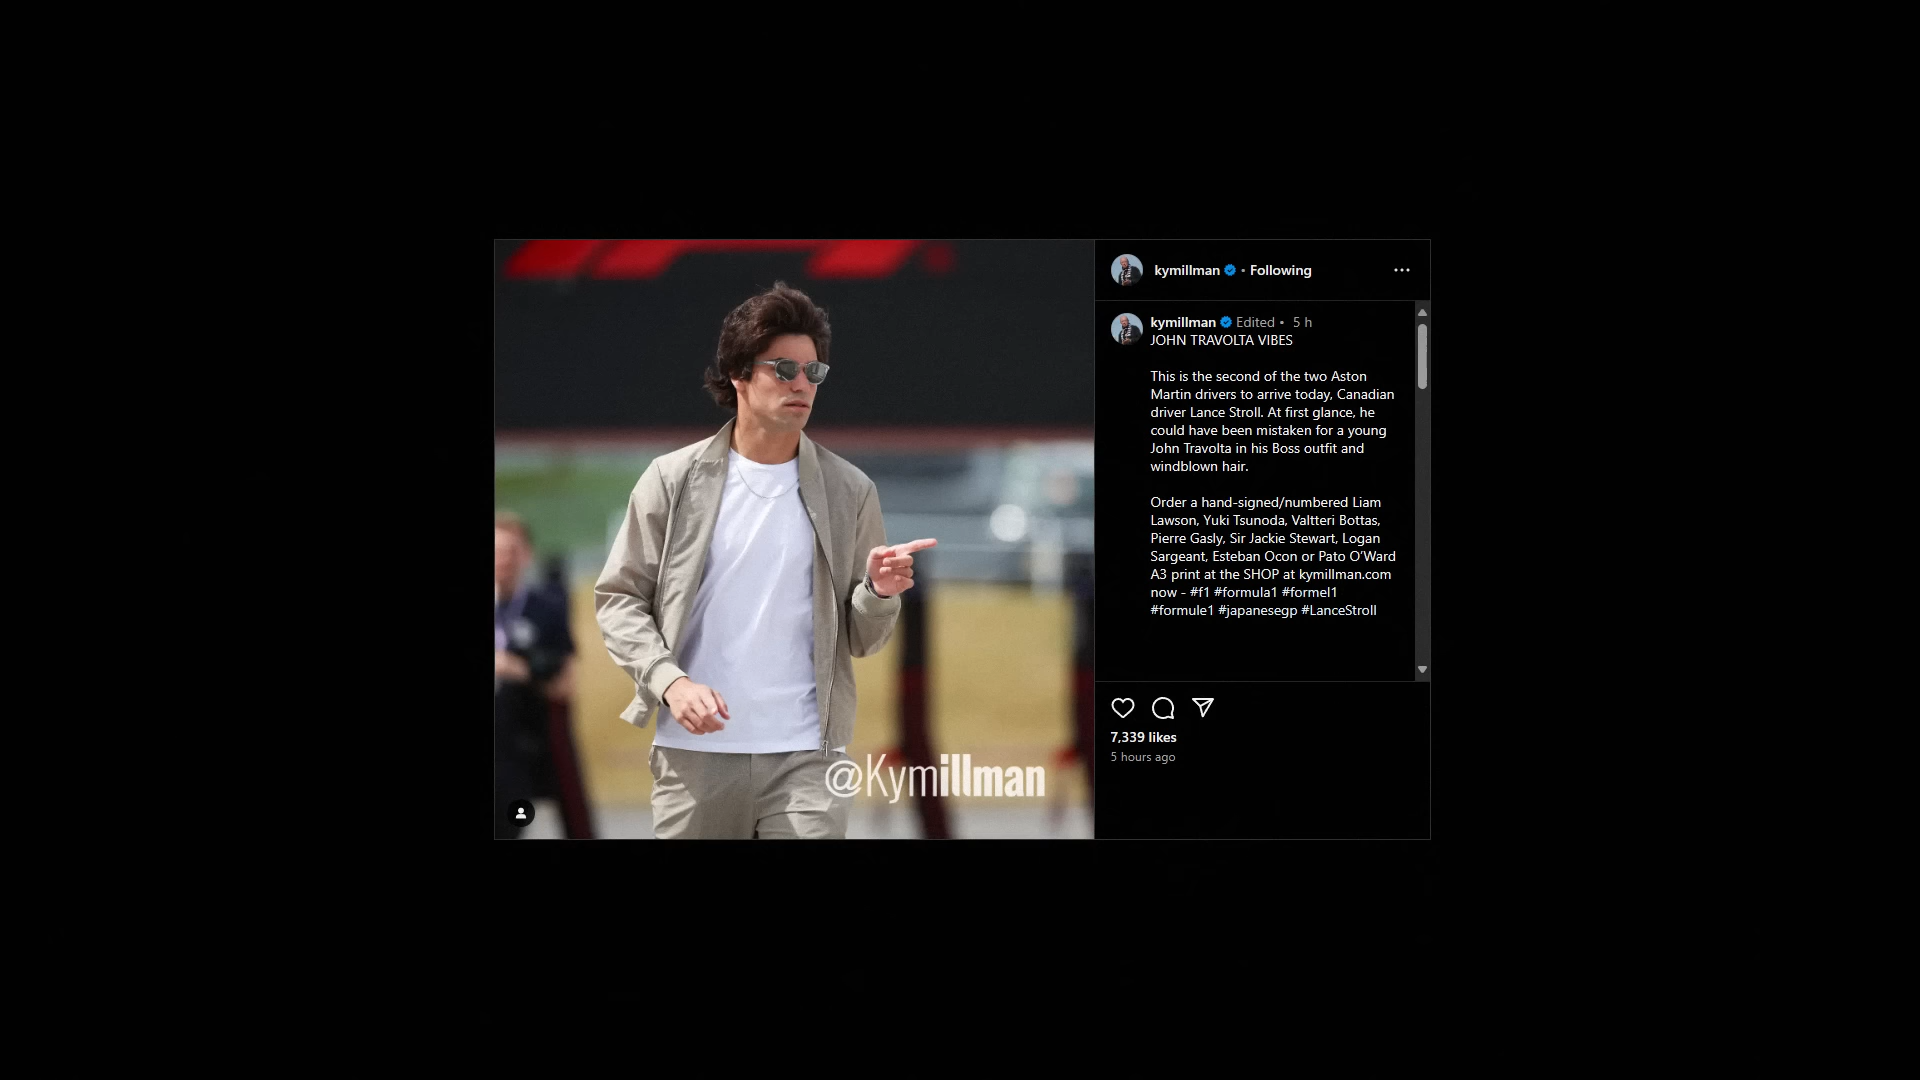 @Kymillman
kymillman • Following
kymillman Edited • 5 h
JOHN TRAVOLTA VIBES
This is the second of the two Aston
Martin drivers to arrive today, Canadian
driver Lance Stroll. At first glance, he
could have been mistaken for a young
John Travolta in his Boss outfit and
windblown hair.
Order a hand-signed/numbered Liam
Lawson, Yuki Tsunoda, Valtteri Bottas,
Pierre Gasly, Sir Jackie Stewart, Logan
Sargeant, Esteban Ocon or Pato O’Ward
A3 print at the SHOP at kymillman.com
now - #f1 #formula1 #formel1
#formule1 #japanesegp #LanceStroll
7,339 likes
5 hours ago